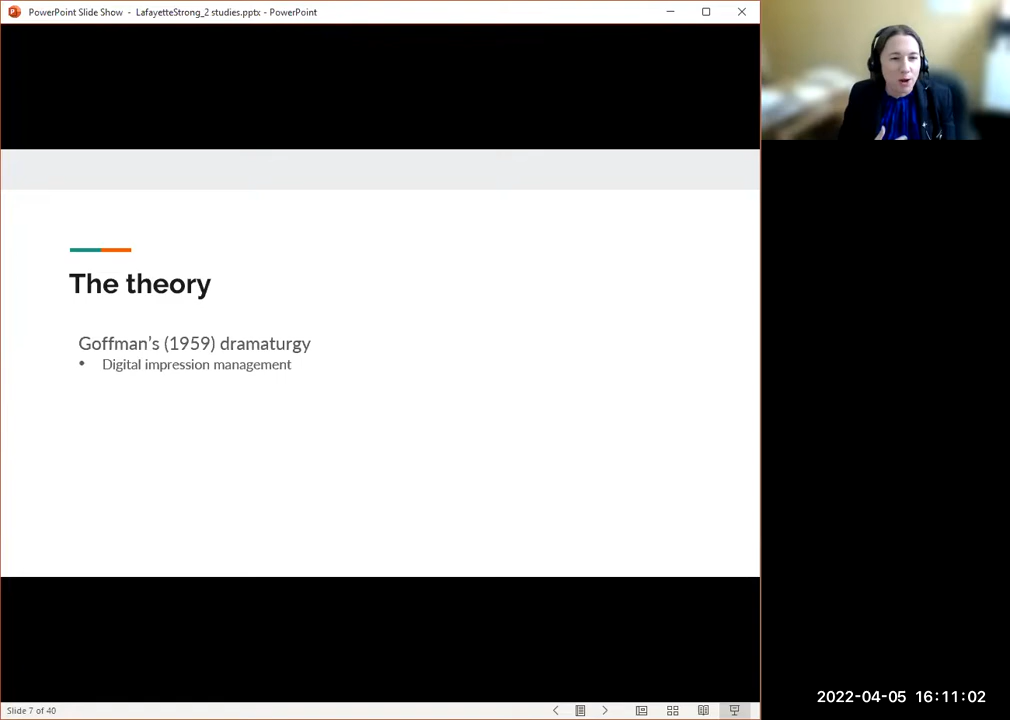 PowerPoint Slide Show - LafayetteStrong_2 studies.pptx - PowerPoint
The theory
Goffman's (1959) dramaturgy
• Digital impression management
Slide 7 of 40
2022-04-05 16:11:02